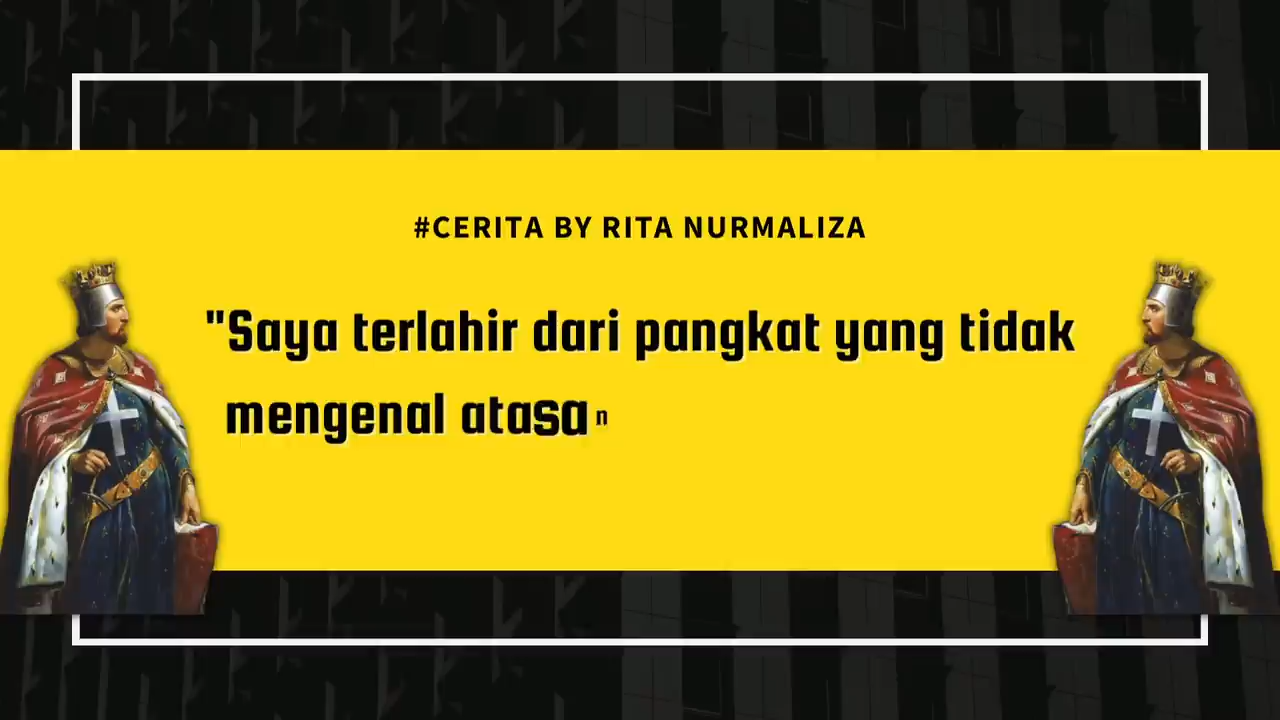 #CERITA BY RITA NURMALIZA
"Saya terlahir dari pangkat yang tidak
mengenal atasan